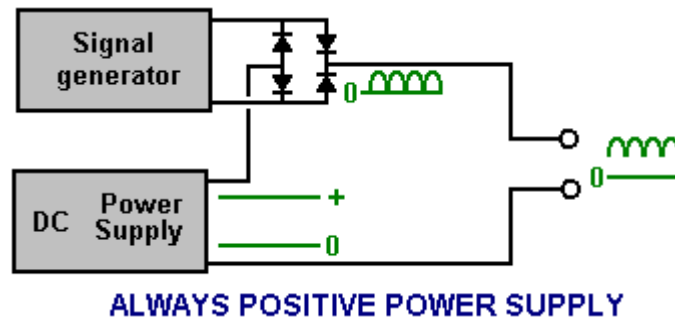 Signal
generator
0
0
DC Power
Supply
+
0
ALWAYS POSITIVE POWER SUPPLY